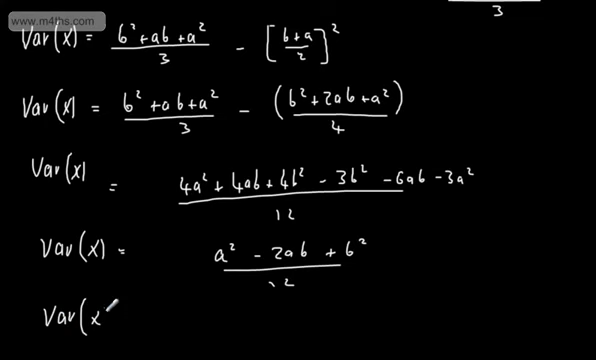 www.m4ths.com
3
Var(x) = b² + ab + a² / 3 - [b+a / 2]²
Var(x) = b² + ab + a² / 3 - (b² + 2ab + a² / 4)
Var(x) = 4a² + 4ab + 4b² - 3b² - 6ab - 3a² / 12
Var(x) = a² - 2ab + b² / 12
Var(x